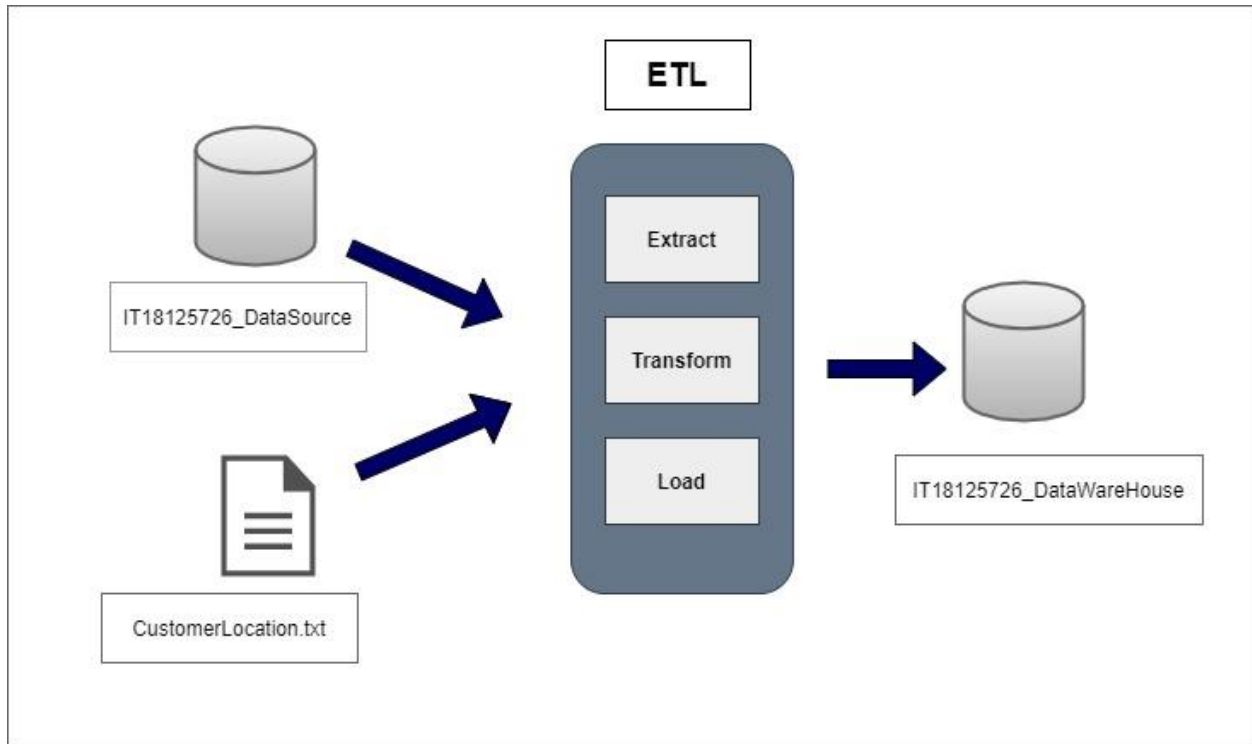 ETL
IT18125726_DataSource
Extract
Transform
Load
CustomerLocation.txt
IT18125726_DataWareHouse